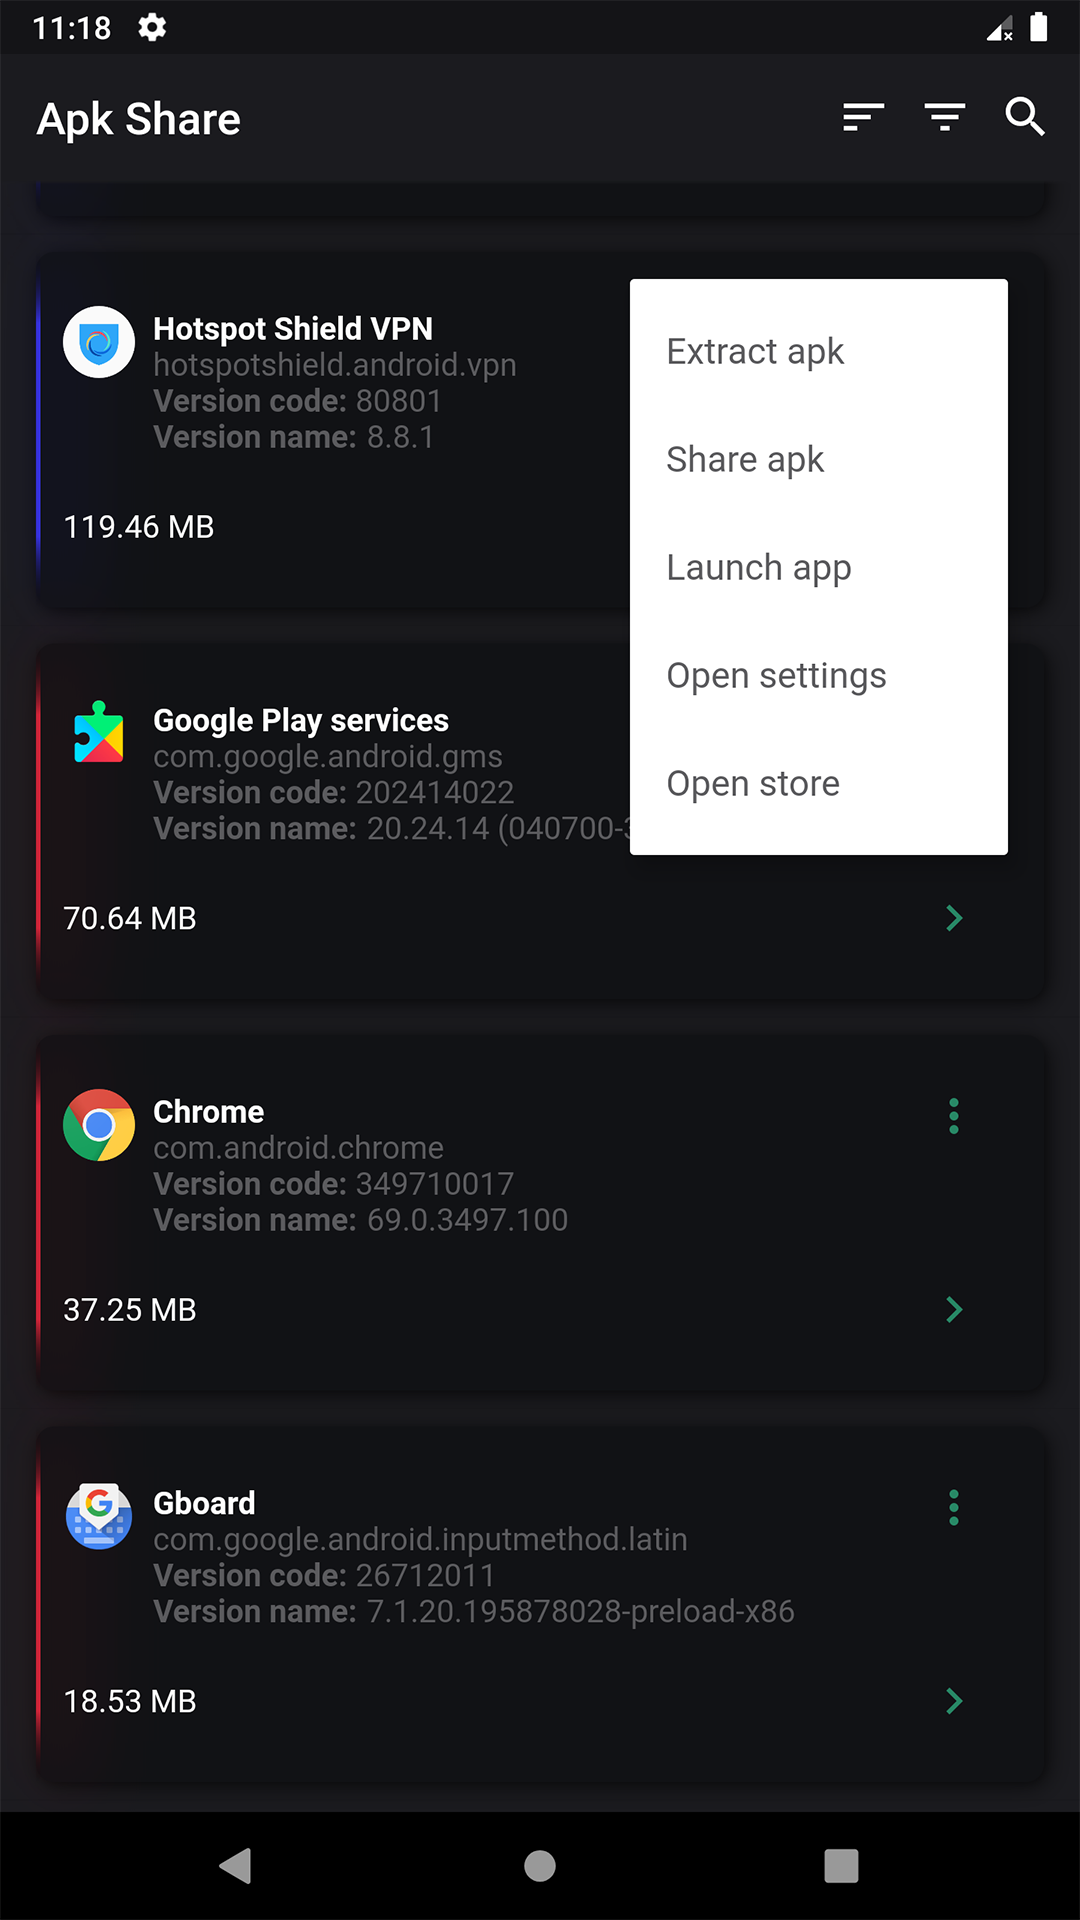 11:18
Apk Share
Hotspot Shield VPN
hotspotshield.android.vpn
Version code: 80801
Version name: 8.8.1
119.46 MB
Extract apk
Share apk
Launch app
Open settings
Open store
Google Play services
com.google.android.gms
Version code: 202414022
Version name: 20.24.14 (040700-
70.64 MB
Chrome
com.android.chrome
Version code: 349710017
Version name: 69.0.3497.100
37.25 MB
Gboard
com.google.android.inputmethod.latin
Version code: 26712011
Version name: 7.1.20.195878028-preload-x86
18.53 MB